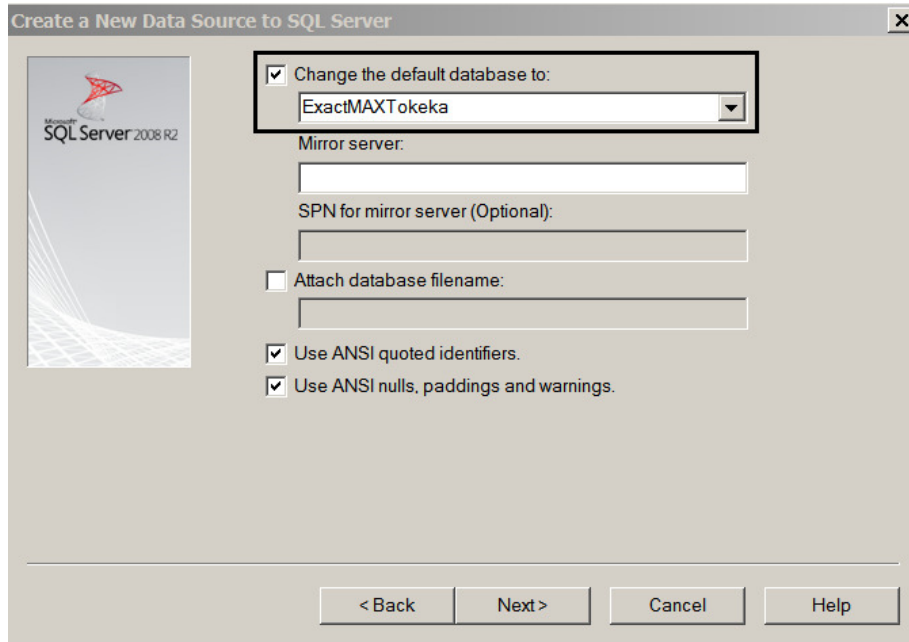 Create a New Data Source to SQL Server
Microsoft
SQL Server 2008 R2
Change the default database to:
ExactMAXTokeka
Mirror server:
SPN for mirror server (Optional):
Attach database filename:
Use ANSI quoted identifiers.
Use ANSI nulls, paddings and warnings.
< Back
Next >
Cancel
Help